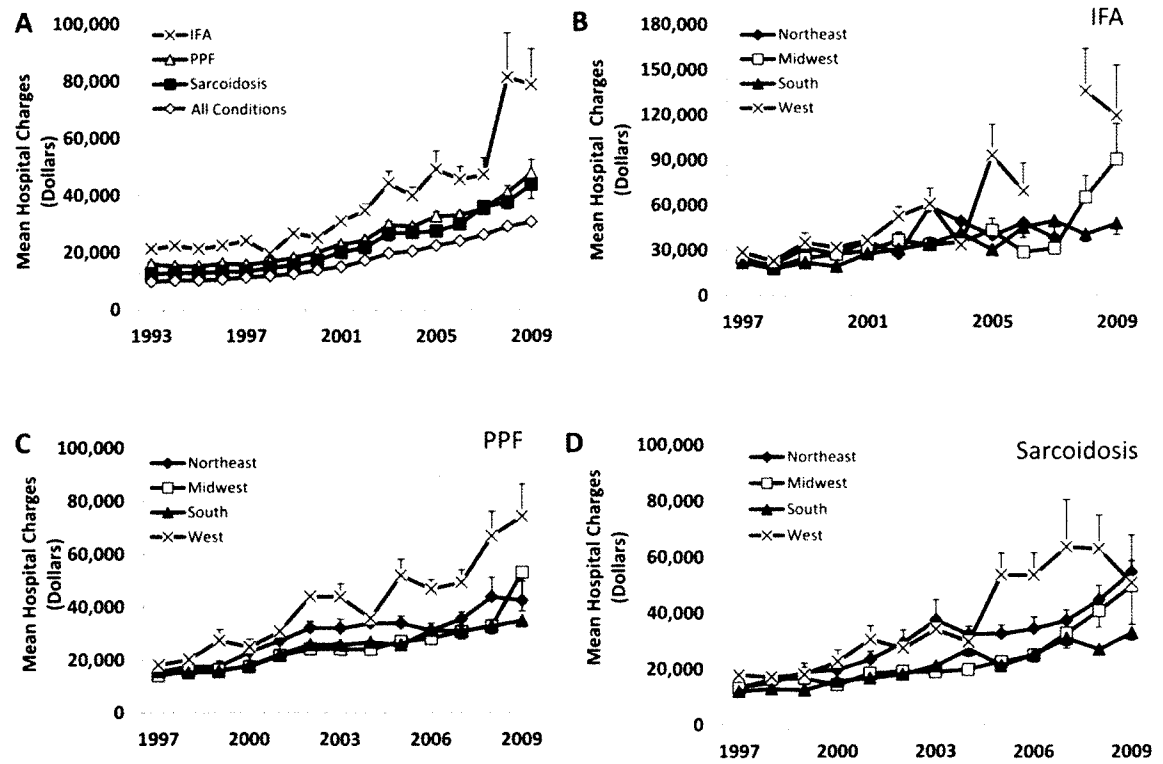 A
Mean Hospital Charges
(Dollars)
100,000
80,000
60,000
40,000
20,000
0
IFA
PPF
Sarcoidosis
All Conditions
1993 1997 2001 2005 2009
B
IFA
Mean Hospital Charges
(Dollars)
180,000
150,000
120,000
90,000
60,000
30,000
0
Northeast
Midwest
South
West
1997 2001 2005 2009
C
PPF
Mean Hospital Charges
(Dollars)
100,000
80,000
60,000
40,000
20,000
0
Northeast
Midwest
South
West
1997 2000 2003 2006 2009
D
Sarcoidosis
Mean Hospital Charges
(Dollars)
100,000
80,000
60,000
40,000
20,000
0
Northeast
Midwest
South
West
1997 2000 2003 2006 2009